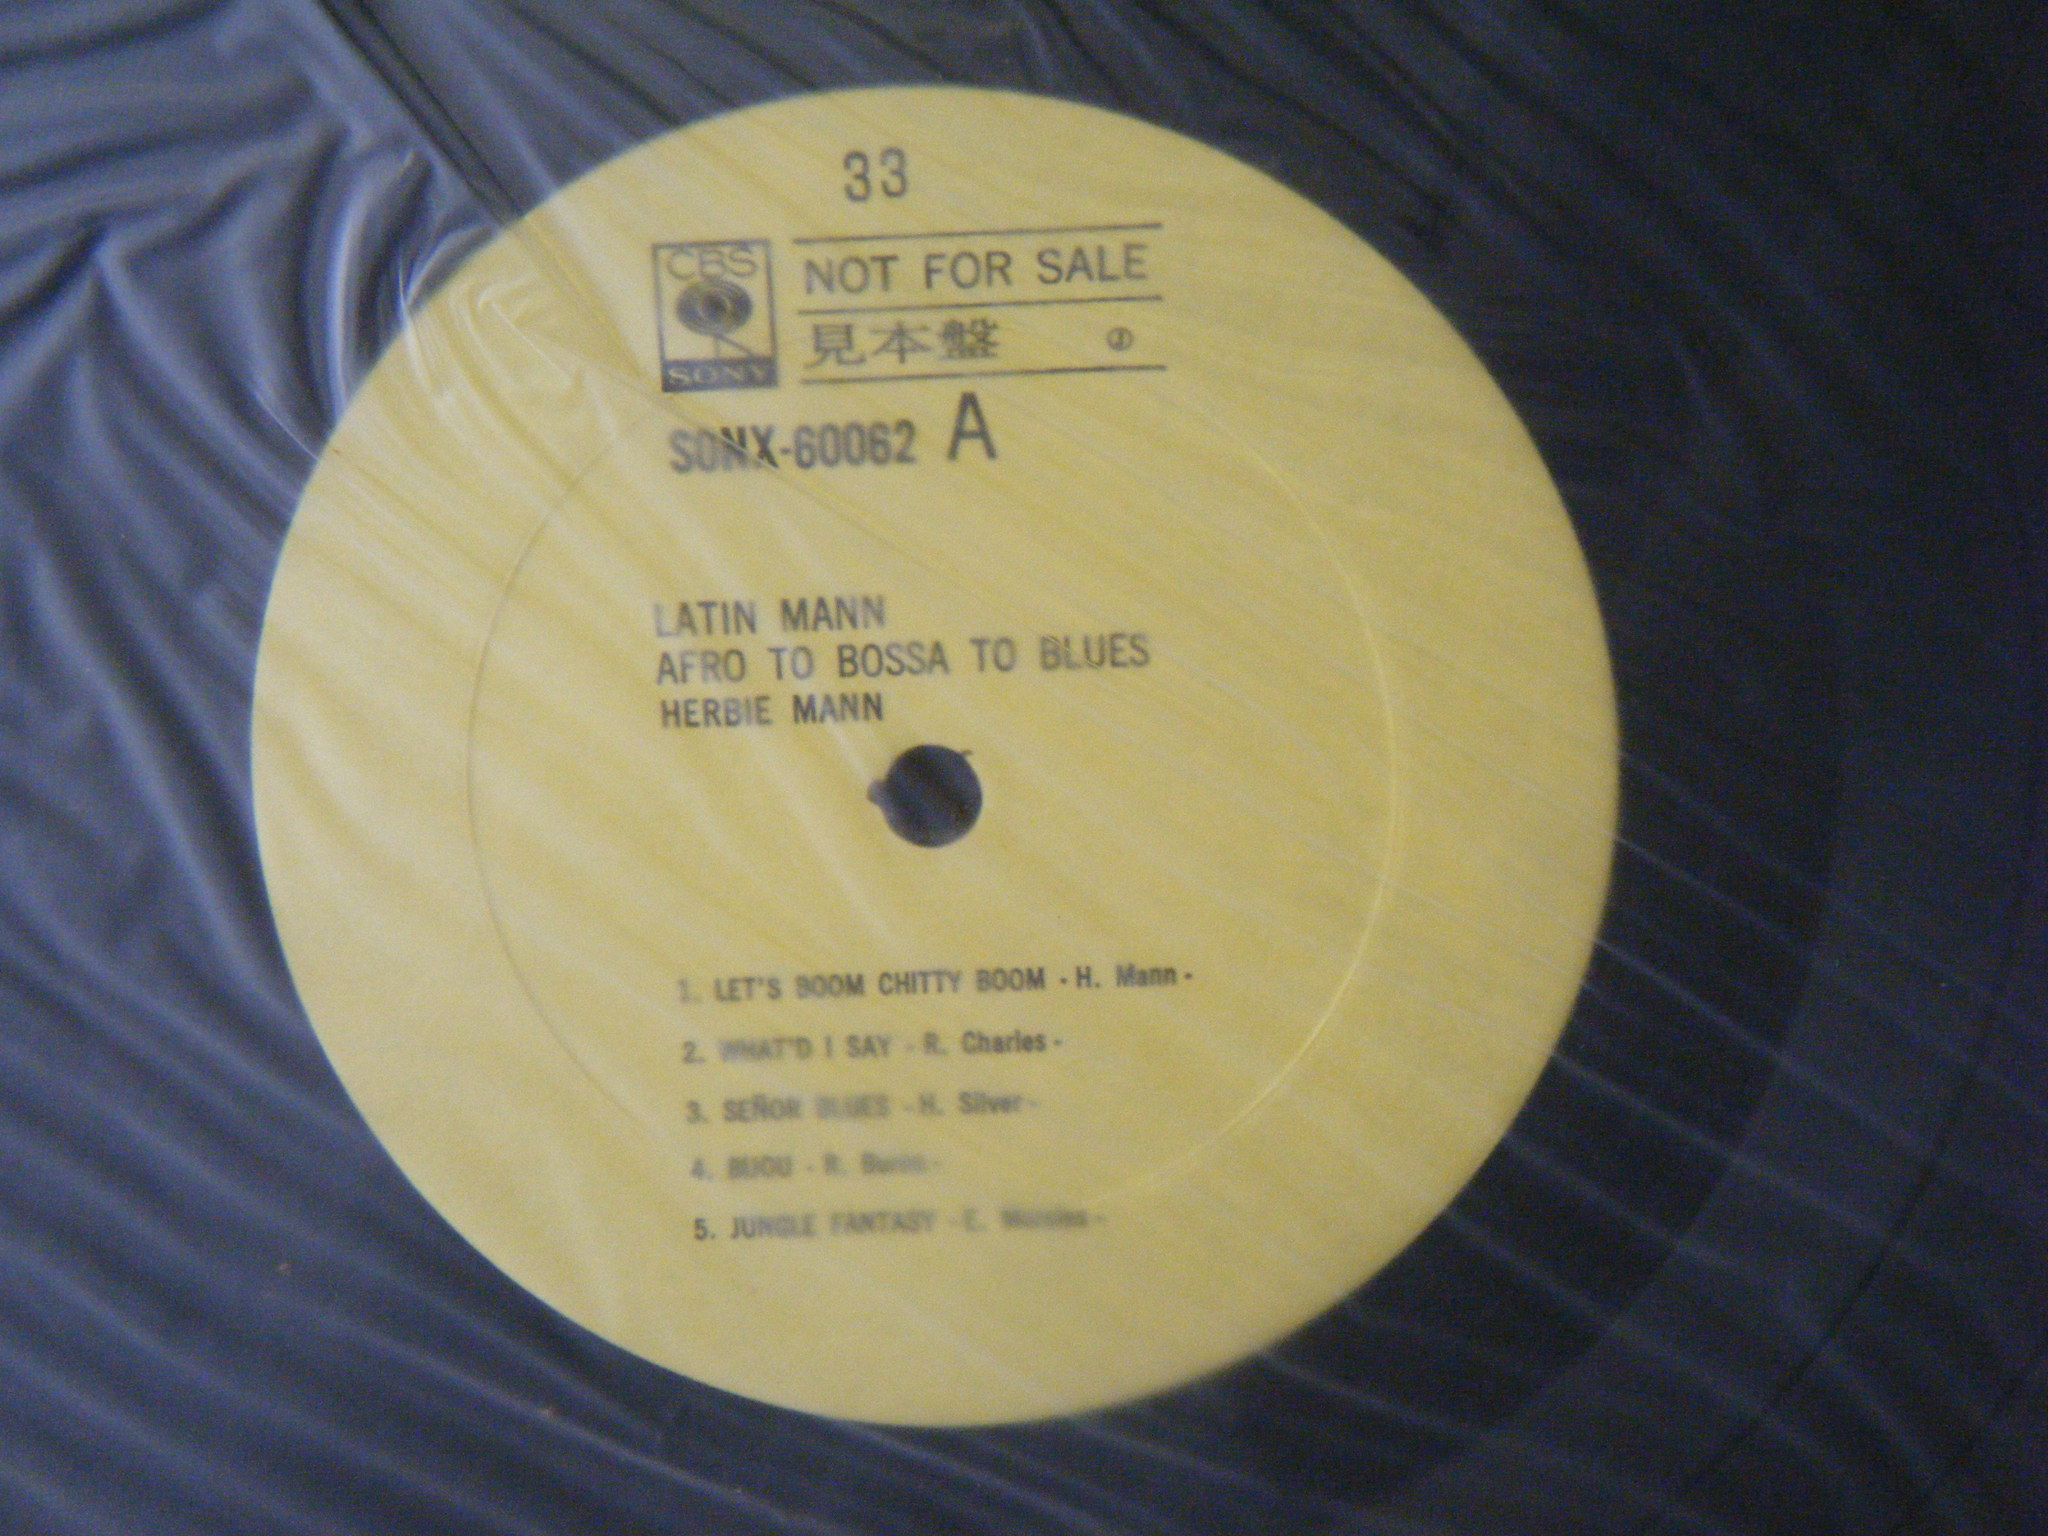 33
CBS
SONY
NOT FOR SALE
見本盤 Ⓙ
SONX-60062 A
LATIN MANN
AFRO TO BOSSA TO BLUES
HERBIE MANN
1. LET'S BOOM CHITTY BOOM - H. Mann -
2. WHAT'D I SAY - R. Charles -
3. SEÑOR BLUES - H. Silver -
4. BIJOU - R. Burns -
5. JUNGLE FANTASY - E. -